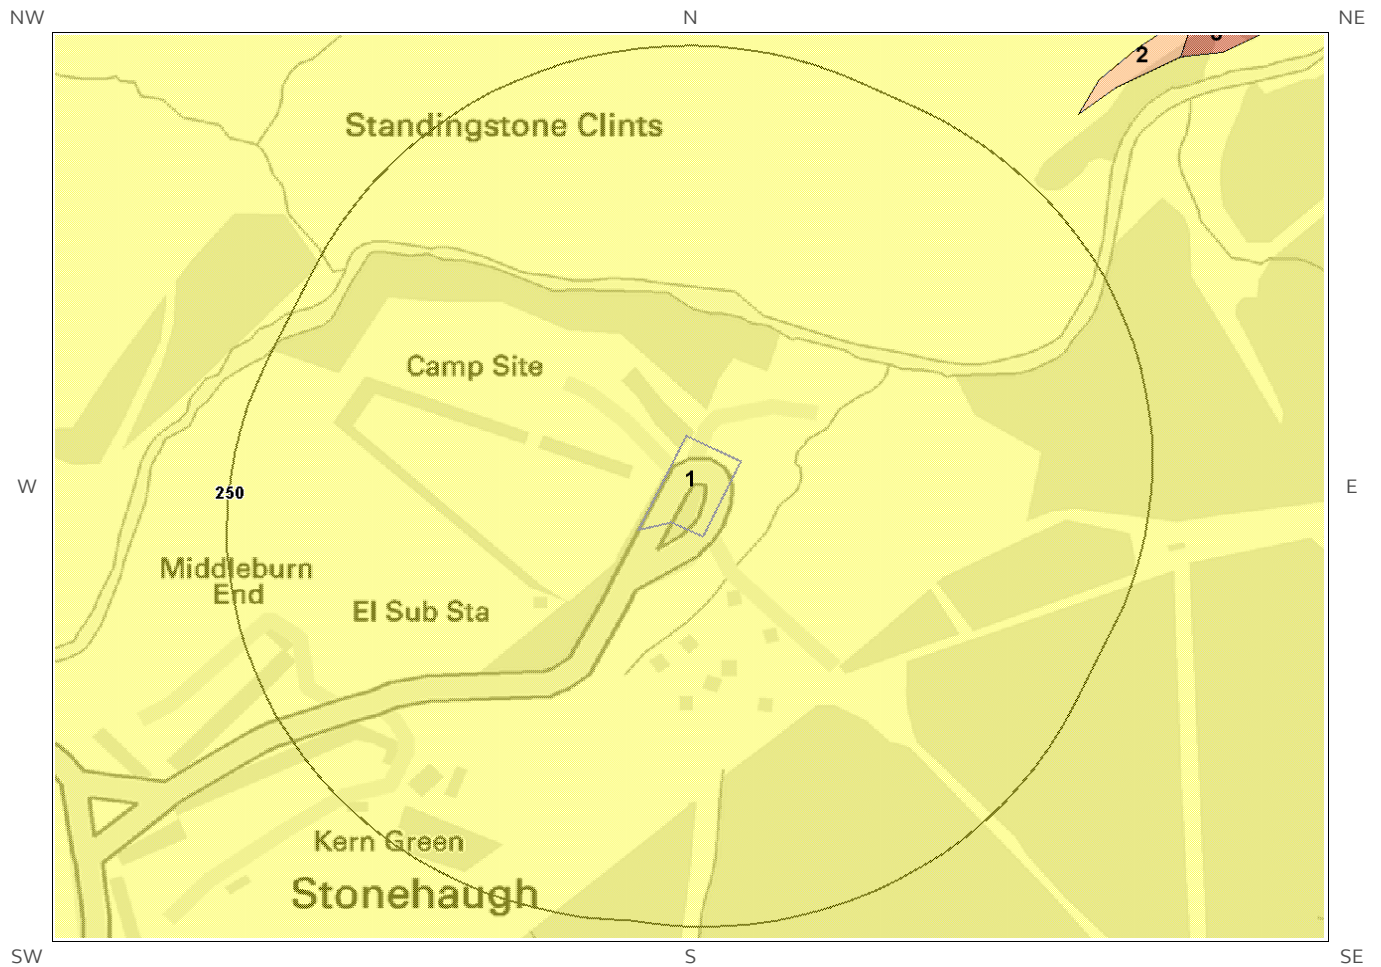 NW N NE
2
Standingstone Clints
Camp Site
1
W 250 E
Middleburn
End
El Sub Sta
Kern Green
Stonehaugh
SW S SE